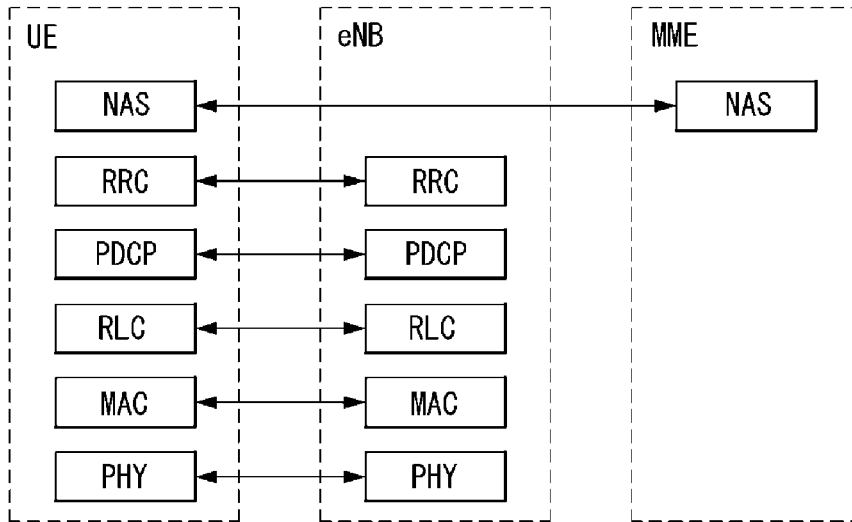 UE
eNB
MME
NAS
NAS
RRC
RRC
PDCP
PDCP
RLC
RLC
MAC
MAC
PHY
PHY